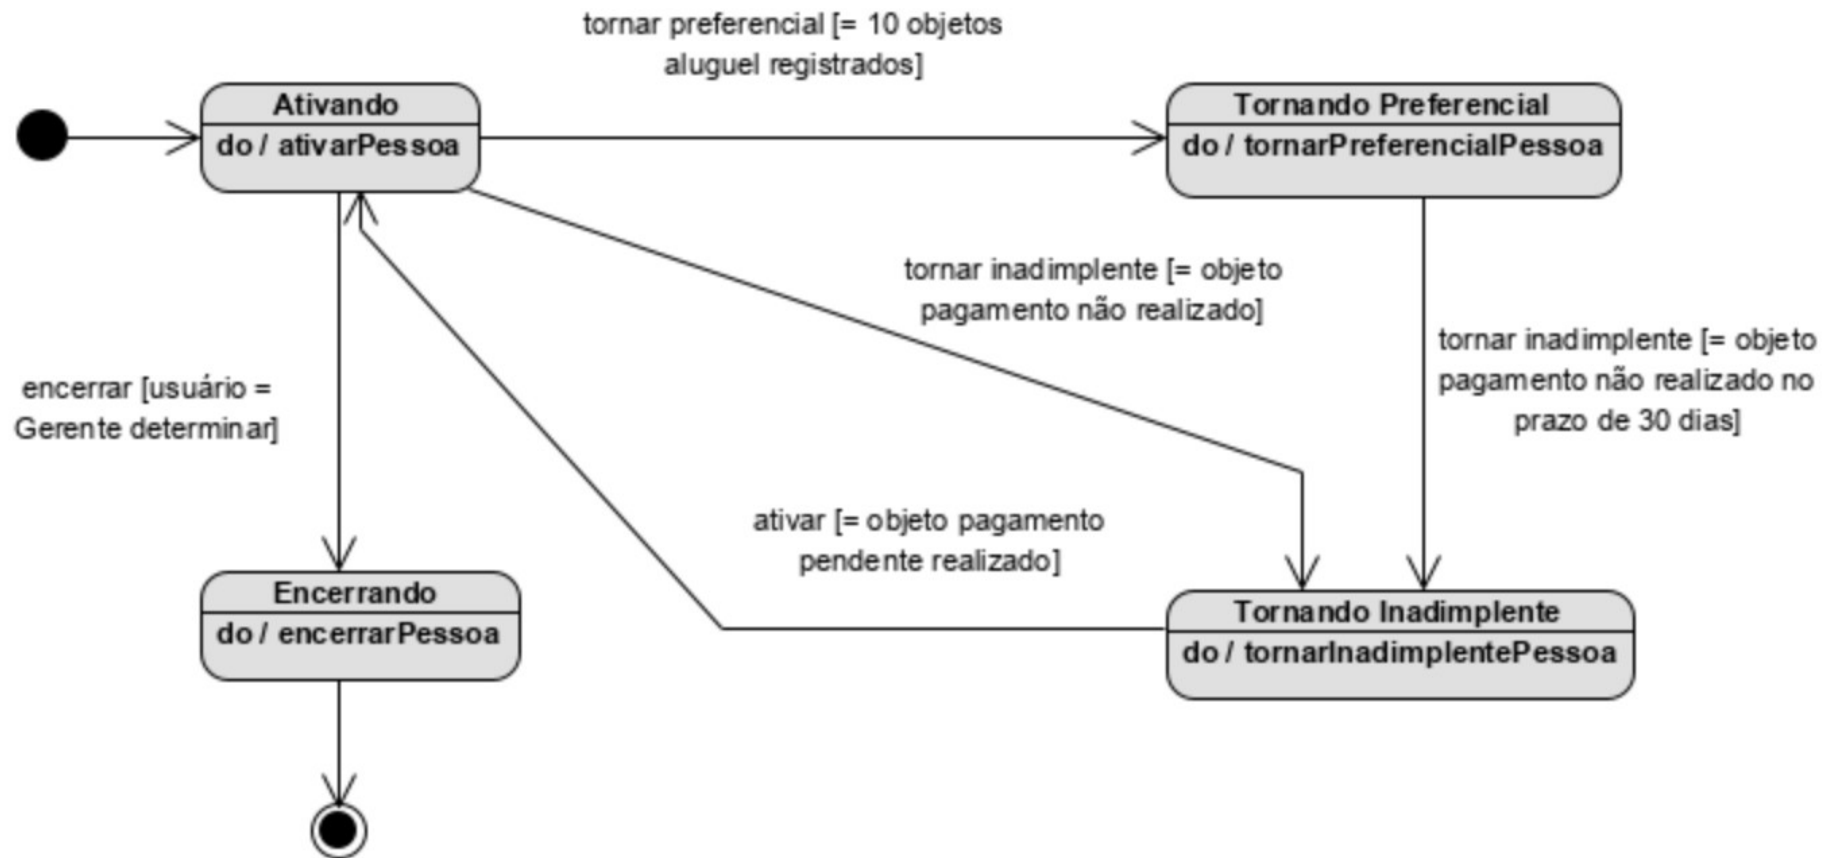 tornar preferencial [= 10 objetos
aluguel registrados]
Ativando
do / ativarPessoa
Tornando Preferencial
do / tornarPreferencialPessoa
tornar inadimplente [= objeto
pagamento não realizado]
tornar inadimplente [= objeto
pagamento não realizado no
prazo de 30 dias]
encerrar [usuário =
Gerente determinar]
ativar [= objeto pagamento
pendente realizado]
Encerrando
do / encerrarPessoa
Tornando Inadimplente
do / tornarInadimplentePessoa